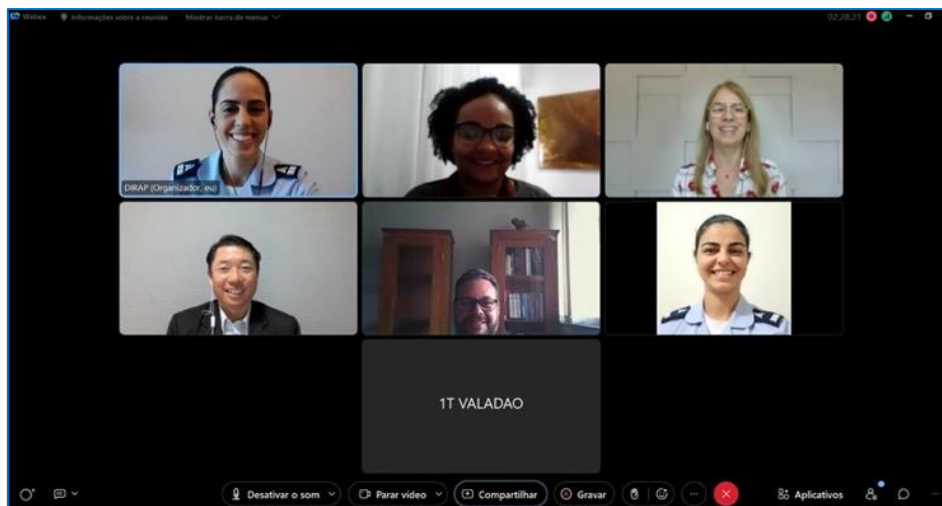 Webex Informações sobre a reunião Mostrar barra de menus 02:28:21
DIRAP (Organizador, eu)
1T VALADAO
Desativar o som Parar vídeo Compartilhar Gravar Aplicativos